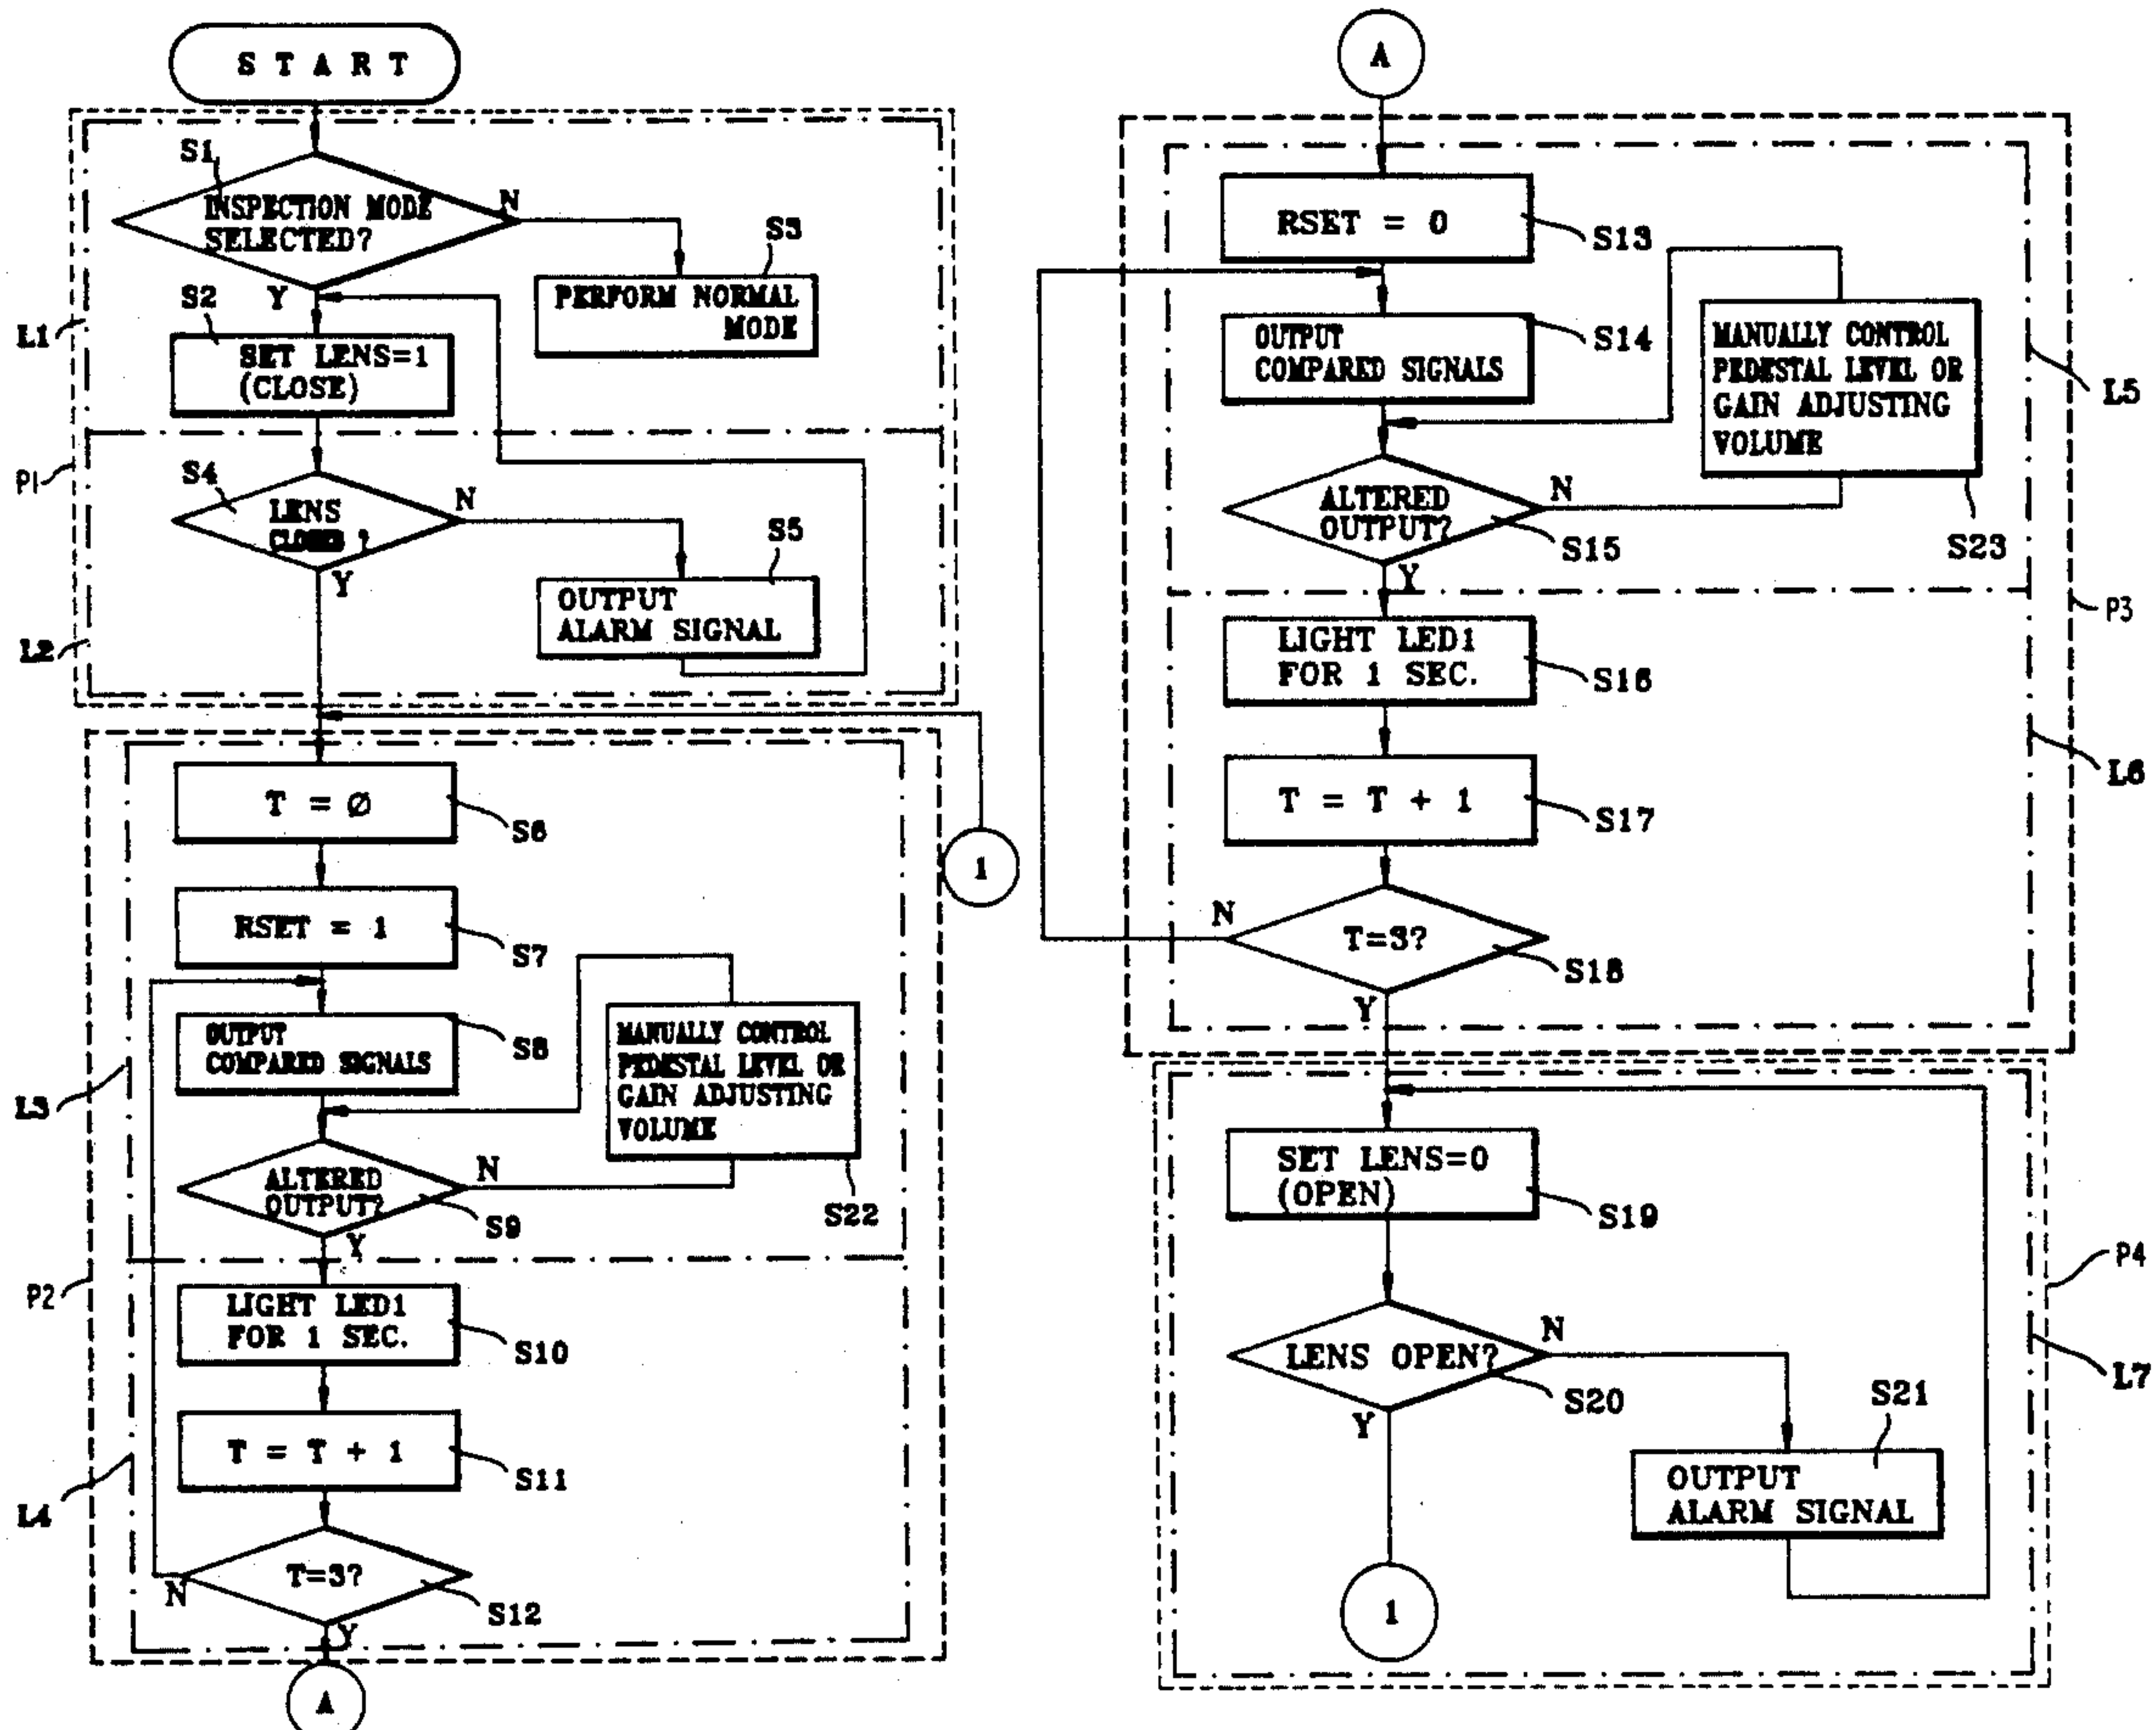 START
S1
INSPECTION MODE
SELECTED?
N
S3
PERFORM NORMAL
MODE
Y
S2
SET LENS=1
(CLOSE)
L1
P1
S4
LENS
CLOSED ?
N
S5
OUTPUT
ALARM SIGNAL
Y
L2
T = Ø
S6
1
RSET = 1
S7
OUTPUT
COMPARED SIGNALS
S8
MANUALLY CONTROL
PEDESTAL LEVEL OR
GAIN ADJUSTING
VOLUME
S22
L3
ALTERED
OUTPUT?
N
S9
Y
P2
LIGHT LED1
FOR 1 SEC.
S10
T = T + 1
S11
L4
T=3?
N
S12
Y
A
A
RSET = 0
S13
OUTPUT
COMPARED SIGNALS
S14
MANUALLY CONTROL
PEDESTAL LEVEL OR
GAIN ADJUSTING
VOLUME
S23
L5
ALTERED
OUTPUT?
N
S15
Y
P3
LIGHT LED1
FOR 1 SEC.
S16
T = T + 1
S17
L6
N
T=3?
S18
Y
SET LENS=0
(OPEN)
S19
P4
LENS OPEN?
N
S20
L7
Y
S21
OUTPUT
ALARM SIGNAL
1